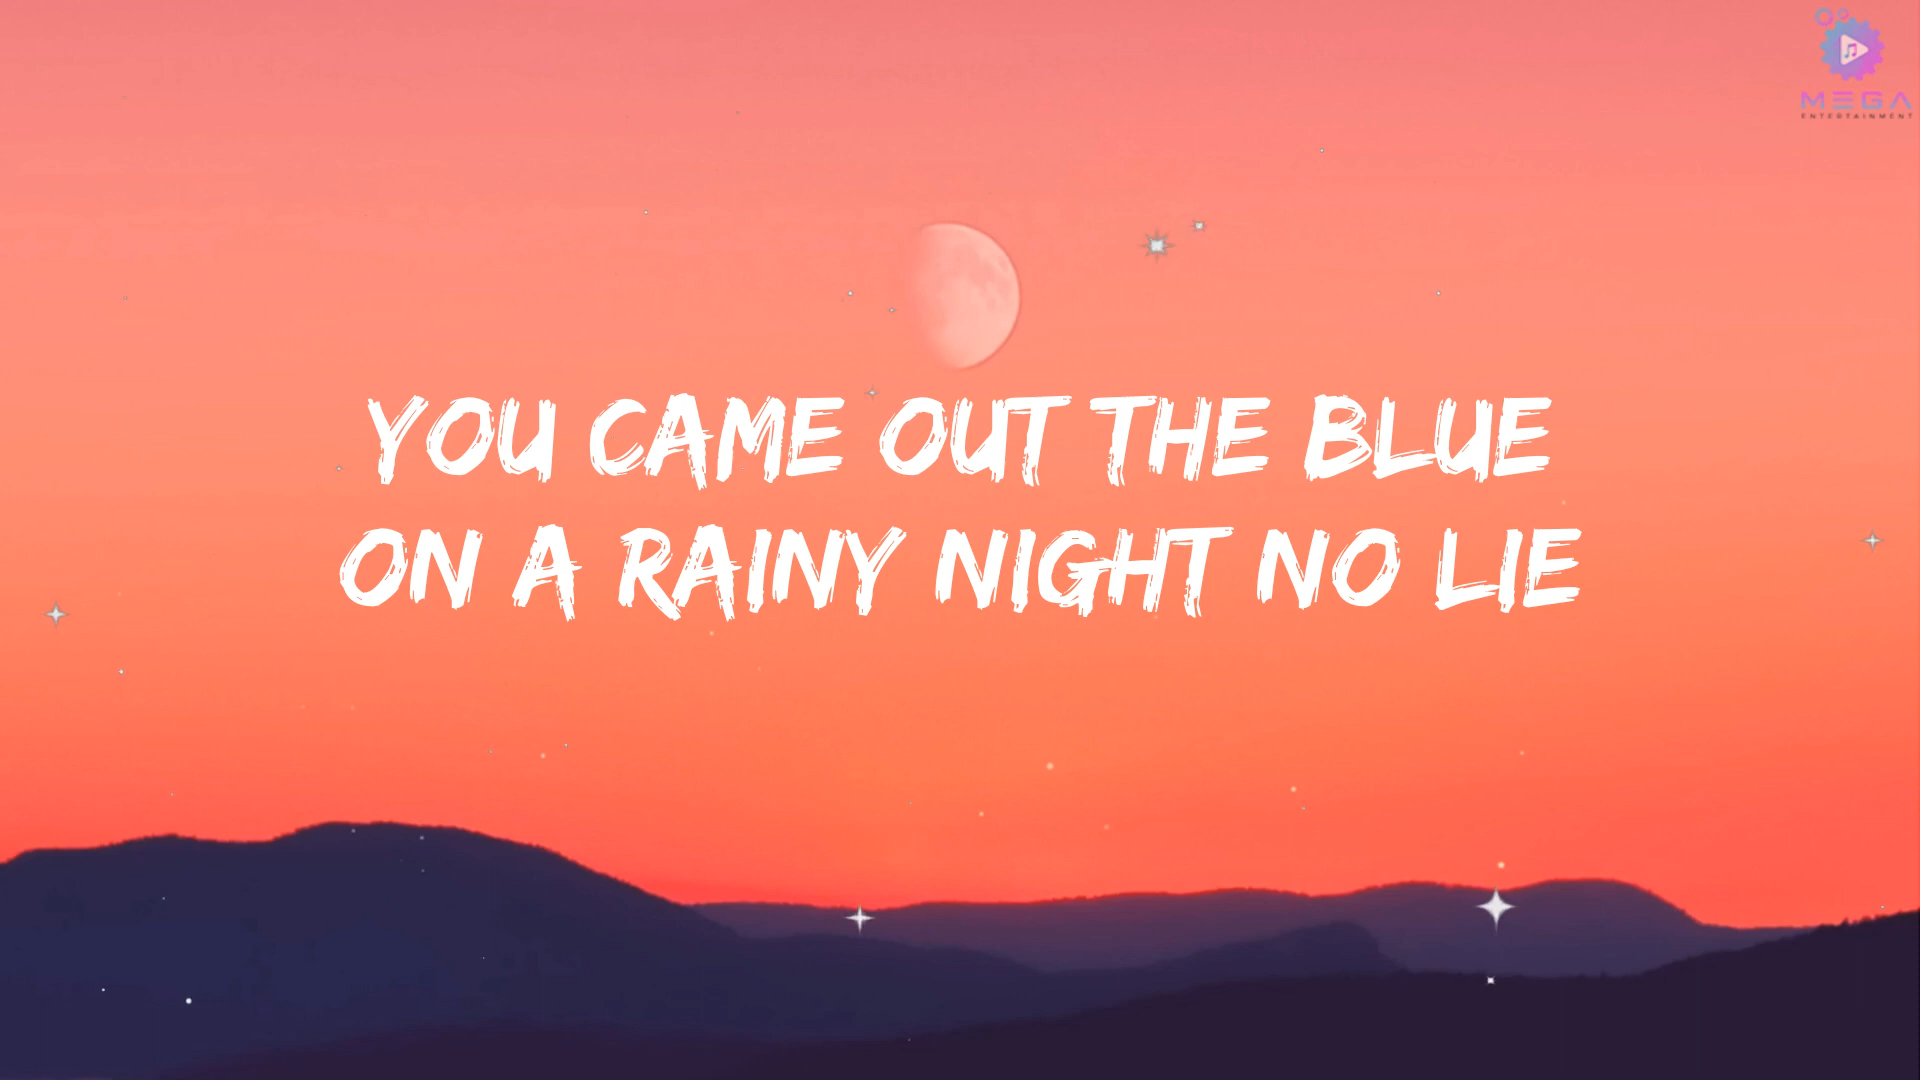 MEGA
ENTERTAINMENT
YOU CAME OUT THE BLUE
ON A RAINY NIGHT NO LIE